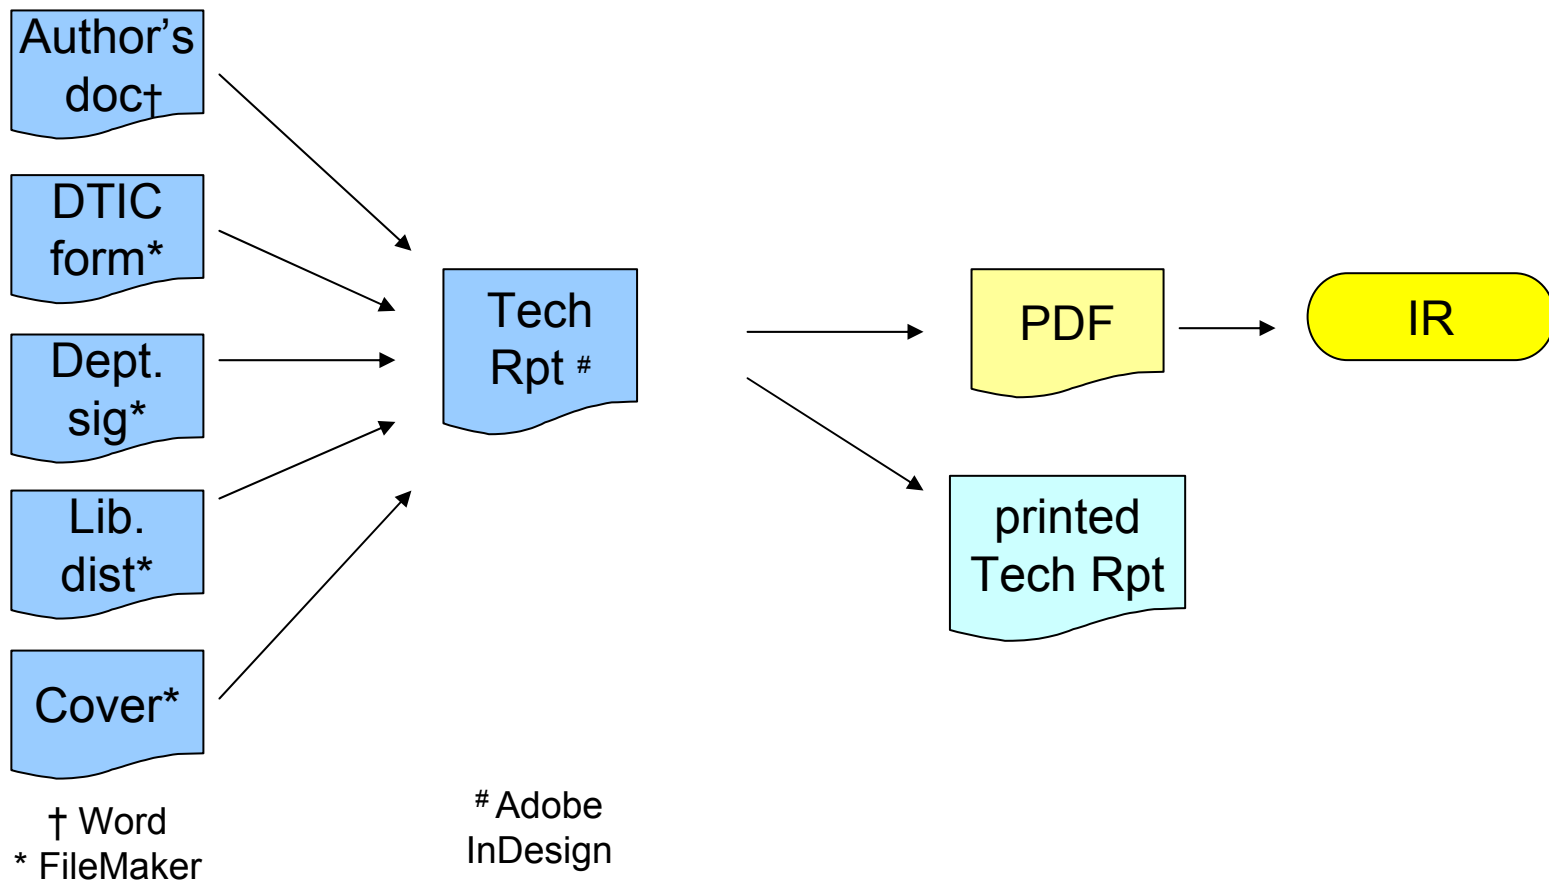 Author’s
doc†
DTIC
form*
Dept.
sig*
Lib.
dist*
Cover*
† Word
* FileMaker
Tech
Rpt #
# Adobe
InDesign
PDF
IR
printed
Tech Rpt